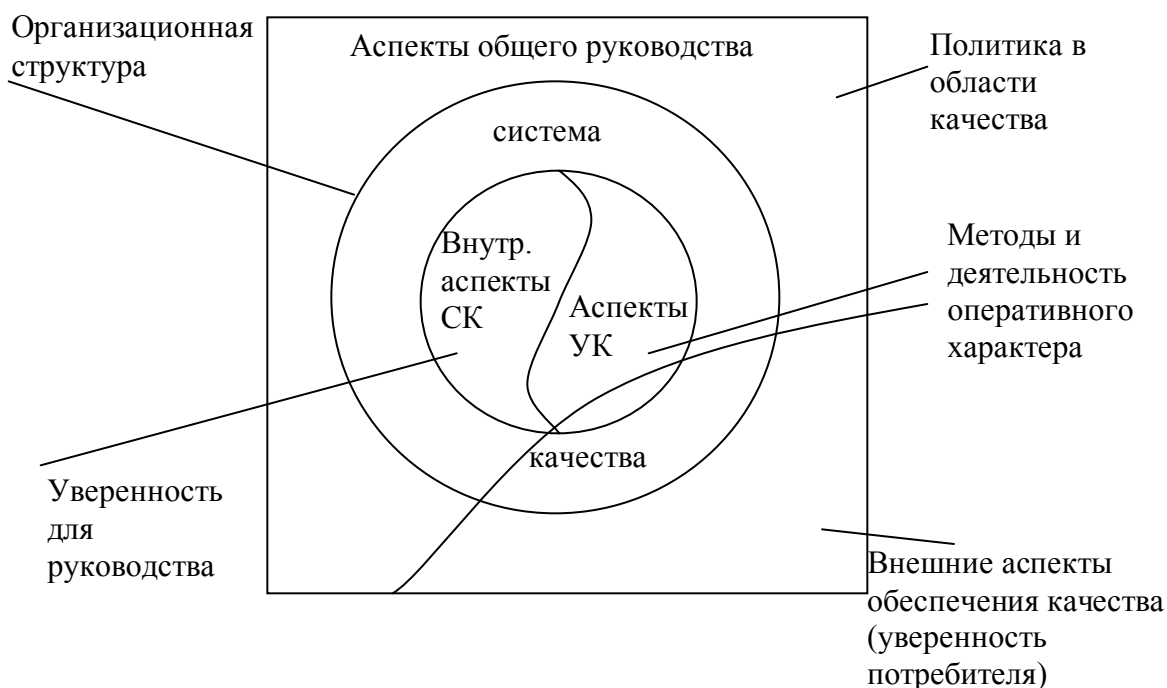 Организационная
структура
Аспекты общего руководства
Политика в
области
качества
система
Внутр.
аспекты
СК
Аспекты
УК
Методы и
деятельность
оперативного
характера
качества
Уверенность
для
руководства
Внешние аспекты
обеспечения качества
(уверенность
потребителя)